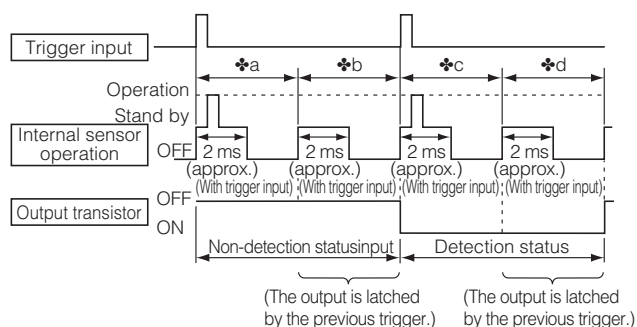 Trigger input
✤a ✤b ✤c ✤d
Operation
Stand by
Internal sensor operation
OFF
2 ms 2 ms 2 ms 2 ms
(approx.) (approx.) (approx.) (approx.)
(With trigger input) (With trigger input) (With trigger input) (With trigger input)
Output transistor
OFF
ON
Non-detection statusinput Detection status
(The output is latched by the previous trigger.)
(The output is latched by the previous trigger.)